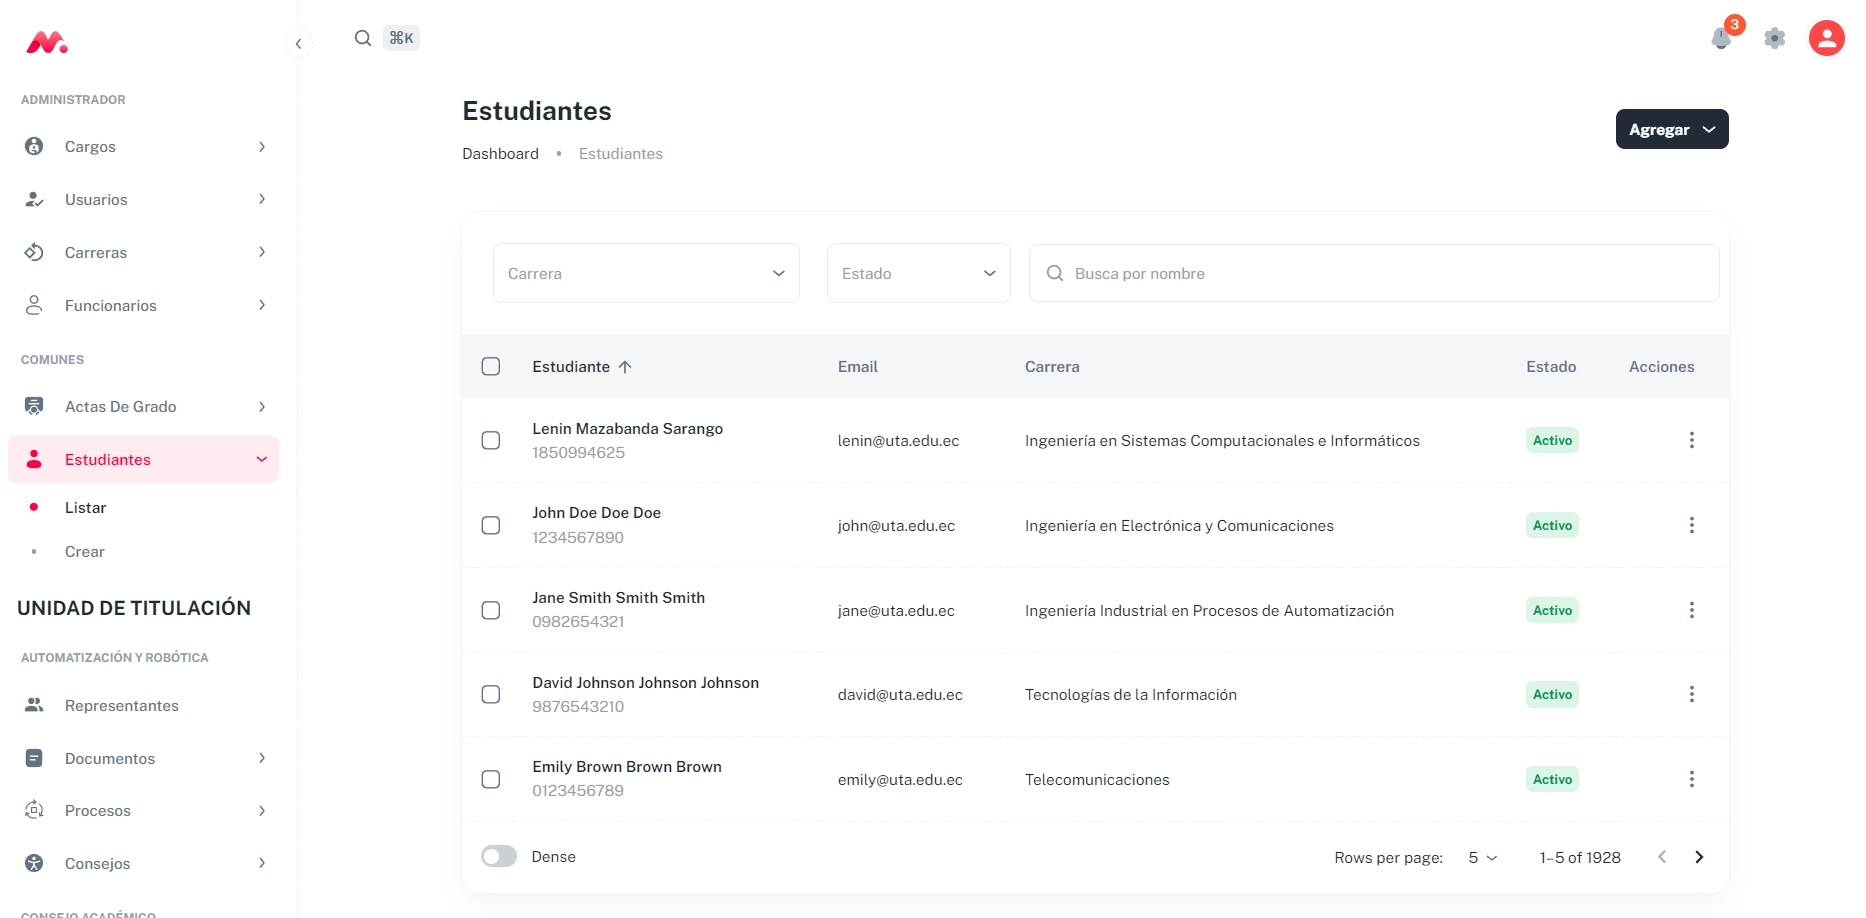 ⌘K
3
ADMINISTRADOR
Cargos
Usuarios
Carreras
Funcionarios
COMUNES
Actas De Grado
Estudiantes
Listar
Crear
UNIDAD DE TITULACIÓN
AUTOMATIZACIÓN Y ROBÓTICA
Representantes
Documentos
Procesos
Consejos
CONSEJO ACADÉMICO
Estudiantes
Dashboard • Estudiantes
Agregar
Carrera
Estado
Busca por nombre
Estudiante Email Carrera Estado Acciones
Lenin Mazabanda Sarango
1850994625
lenin@uta.edu.ec
Ingeniería en Sistemas Computacionales e Informáticos
Activo
John Doe Doe Doe
1234567890
john@uta.edu.ec
Ingeniería en Electrónica y Comunicaciones
Activo
Jane Smith Smith Smith
0982654321
jane@uta.edu.ec
Ingeniería Industrial en Procesos de Automatización
Activo
David Johnson Johnson Johnson
9876543210
david@uta.edu.ec
Tecnologías de la Información
Activo
Emily Brown Brown Brown
0123456789
emily@uta.edu.ec
Telecomunicaciones
Activo
Dense
Rows per page: 5
1–5 of 1928